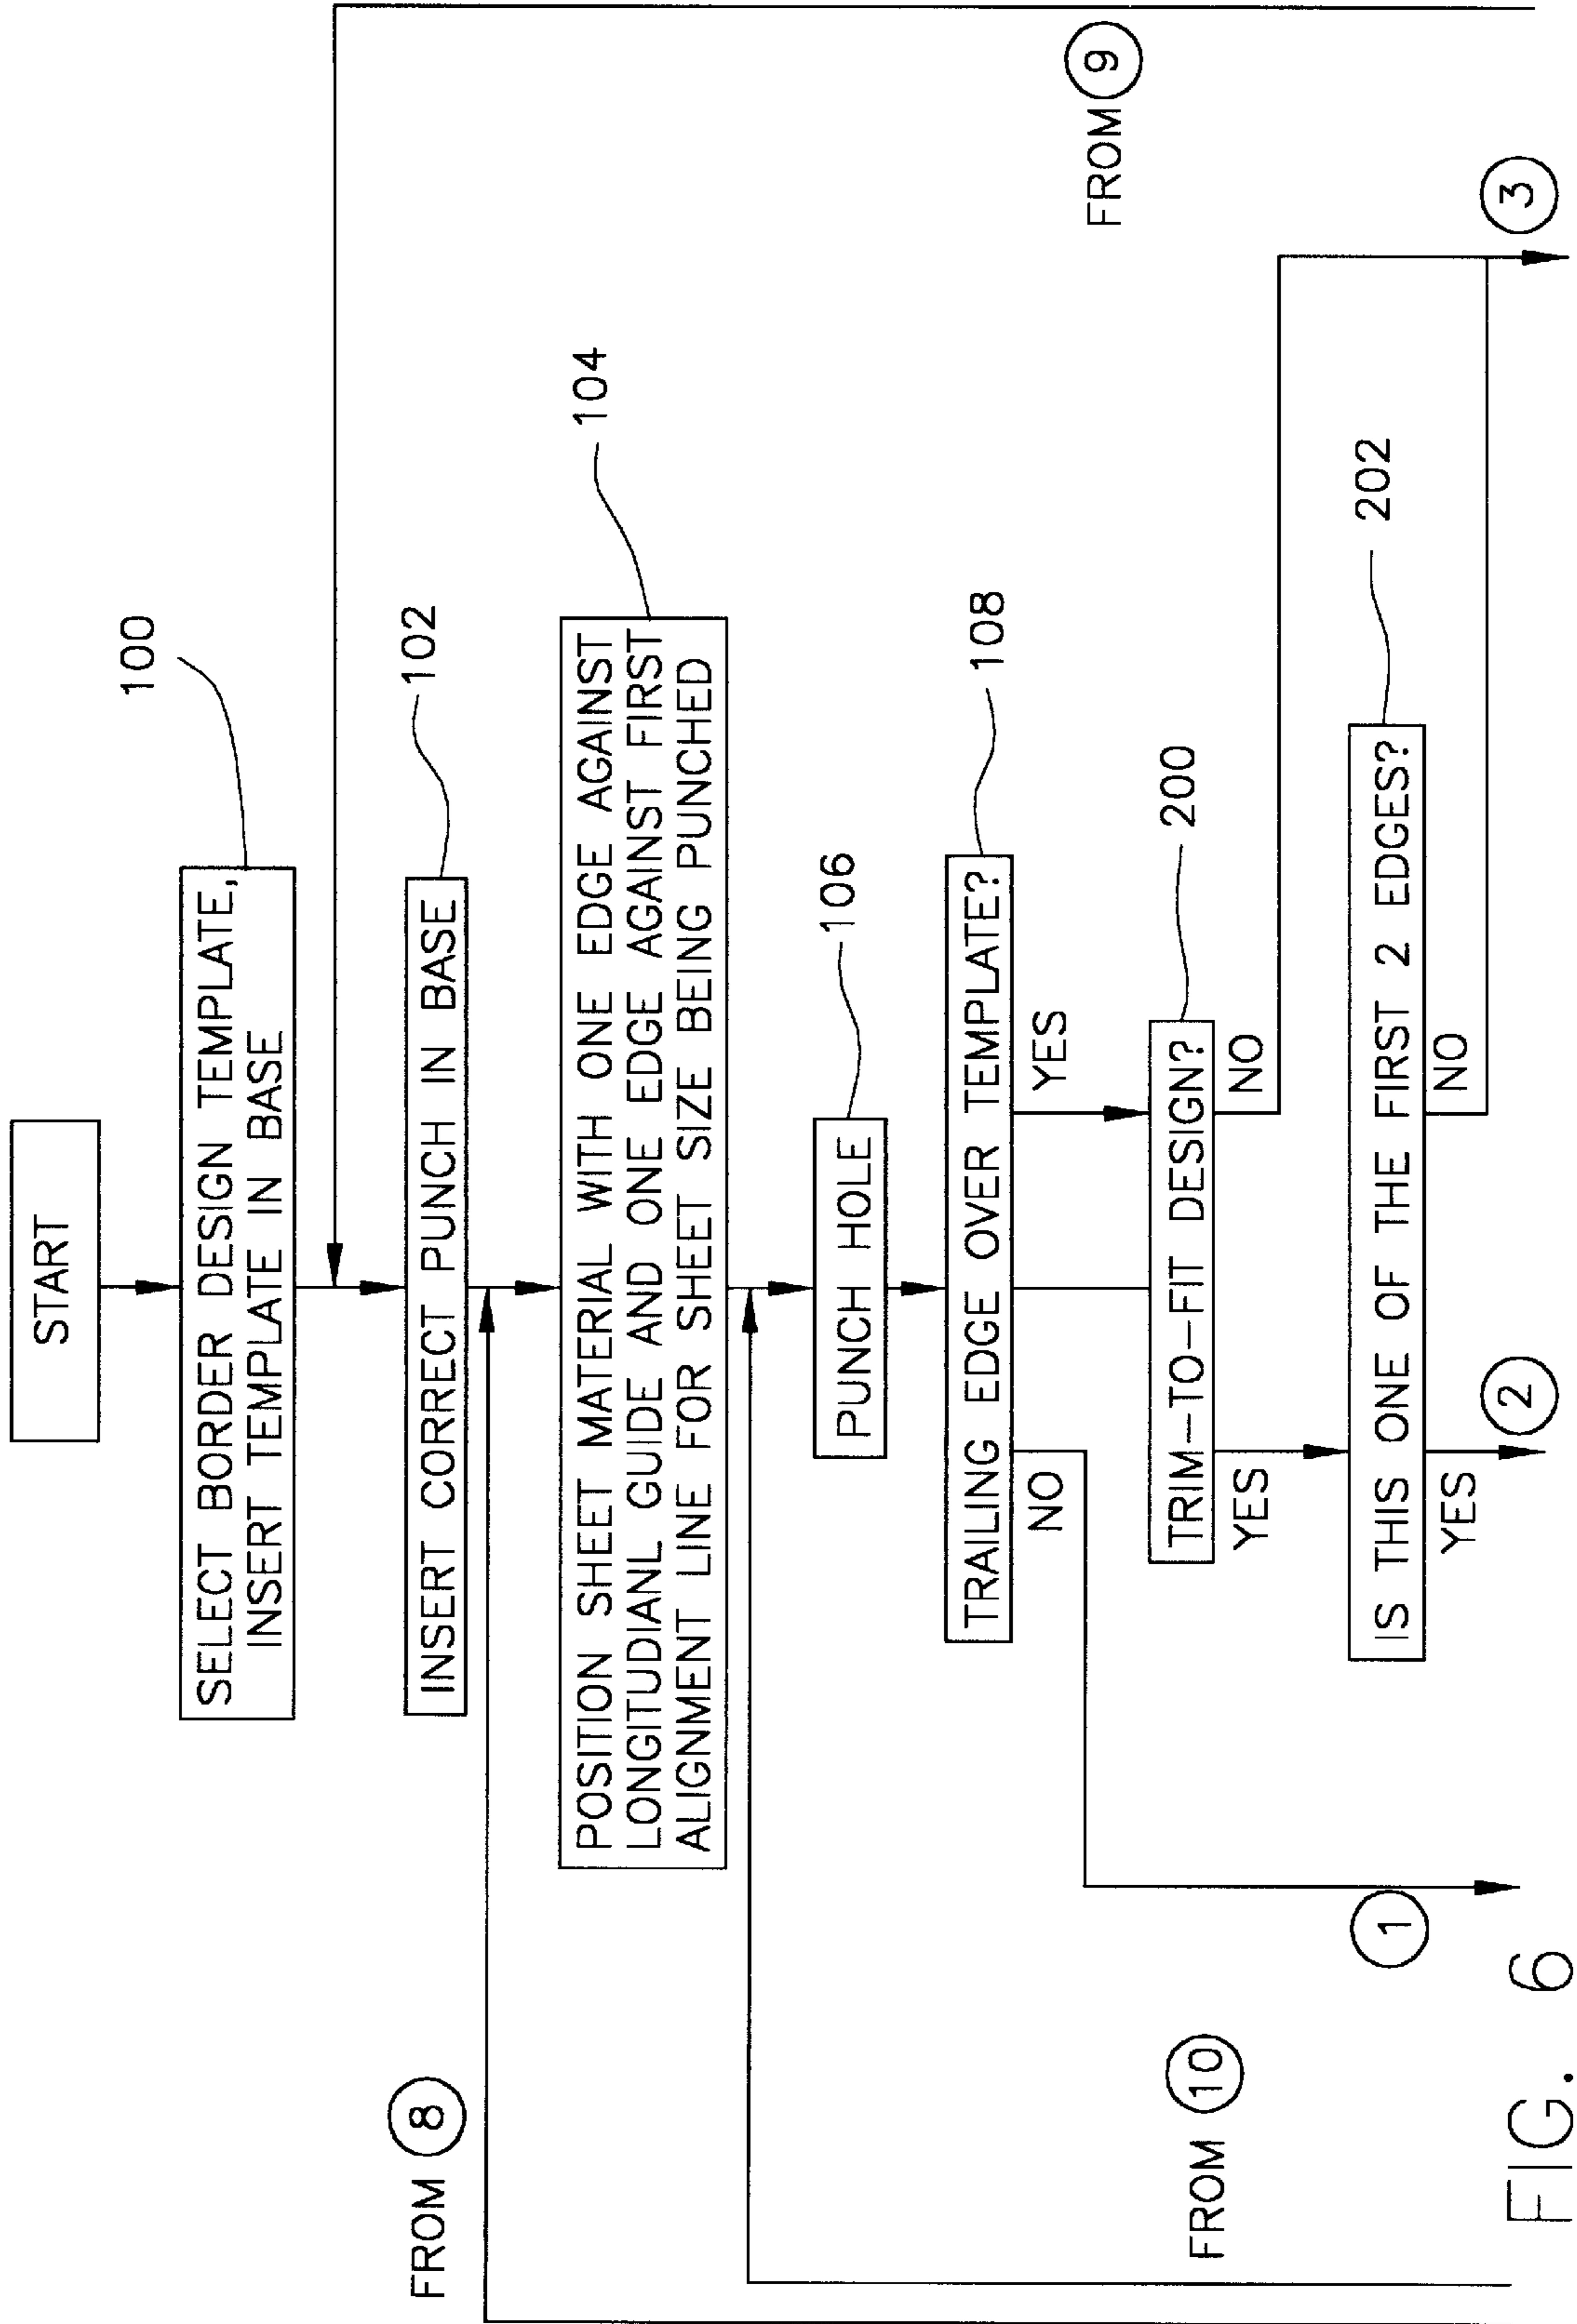 START
SELECT BORDER DESIGN TEMPLATE,
INSERT TEMPLATE IN BASE
100
INSERT CORRECT PUNCH IN BASE
102
FROM 8
POSITION SHEET MATERIAL WITH ONE EDGE AGAINST
LONGITUDIANL GUIDE AND ONE EDGE AGAINST FIRST
ALIGNMENT LINE FOR SHEET SIZE BEING PUNCHED
104
PUNCH HOLE
106
TRAILING EDGE OVER TEMPLATE?
108
NO
YES
FROM 9
FROM 10
TRIM-TO-FIT DESIGN?
200
YES
NO
1
IS THIS ONE OF THE FIRST 2 EDGES?
202
YES
NO
2
3
FIG. 6